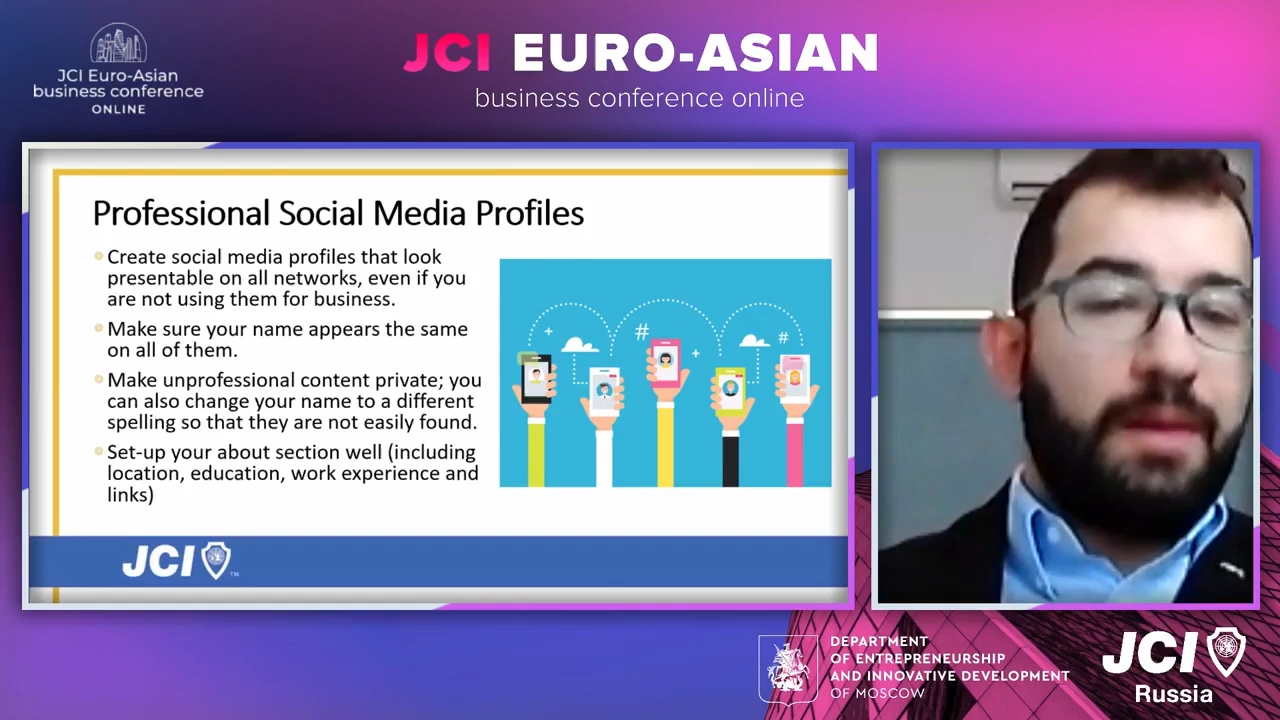 JCI Euro-Asian
business conference
ONLINE
JCI EURO-ASIAN
business conference online
Professional Social Media Profiles
Create social media profiles that look
presentable on all networks, even if you
are not using them for business.
Make sure your name appears the same
on all of them.
Make unprofessional content private; you
can also change your name to a different
spelling so that they are not easily found.
Set-up your about section well (including
location, education, work experience and
links)
# #
JCI TM
DEPARTMENT
OF ENTREPRENEURSHIP
AND INNOVATIVE DEVELOPMENT
OF MOSCOW
JCI
Russia